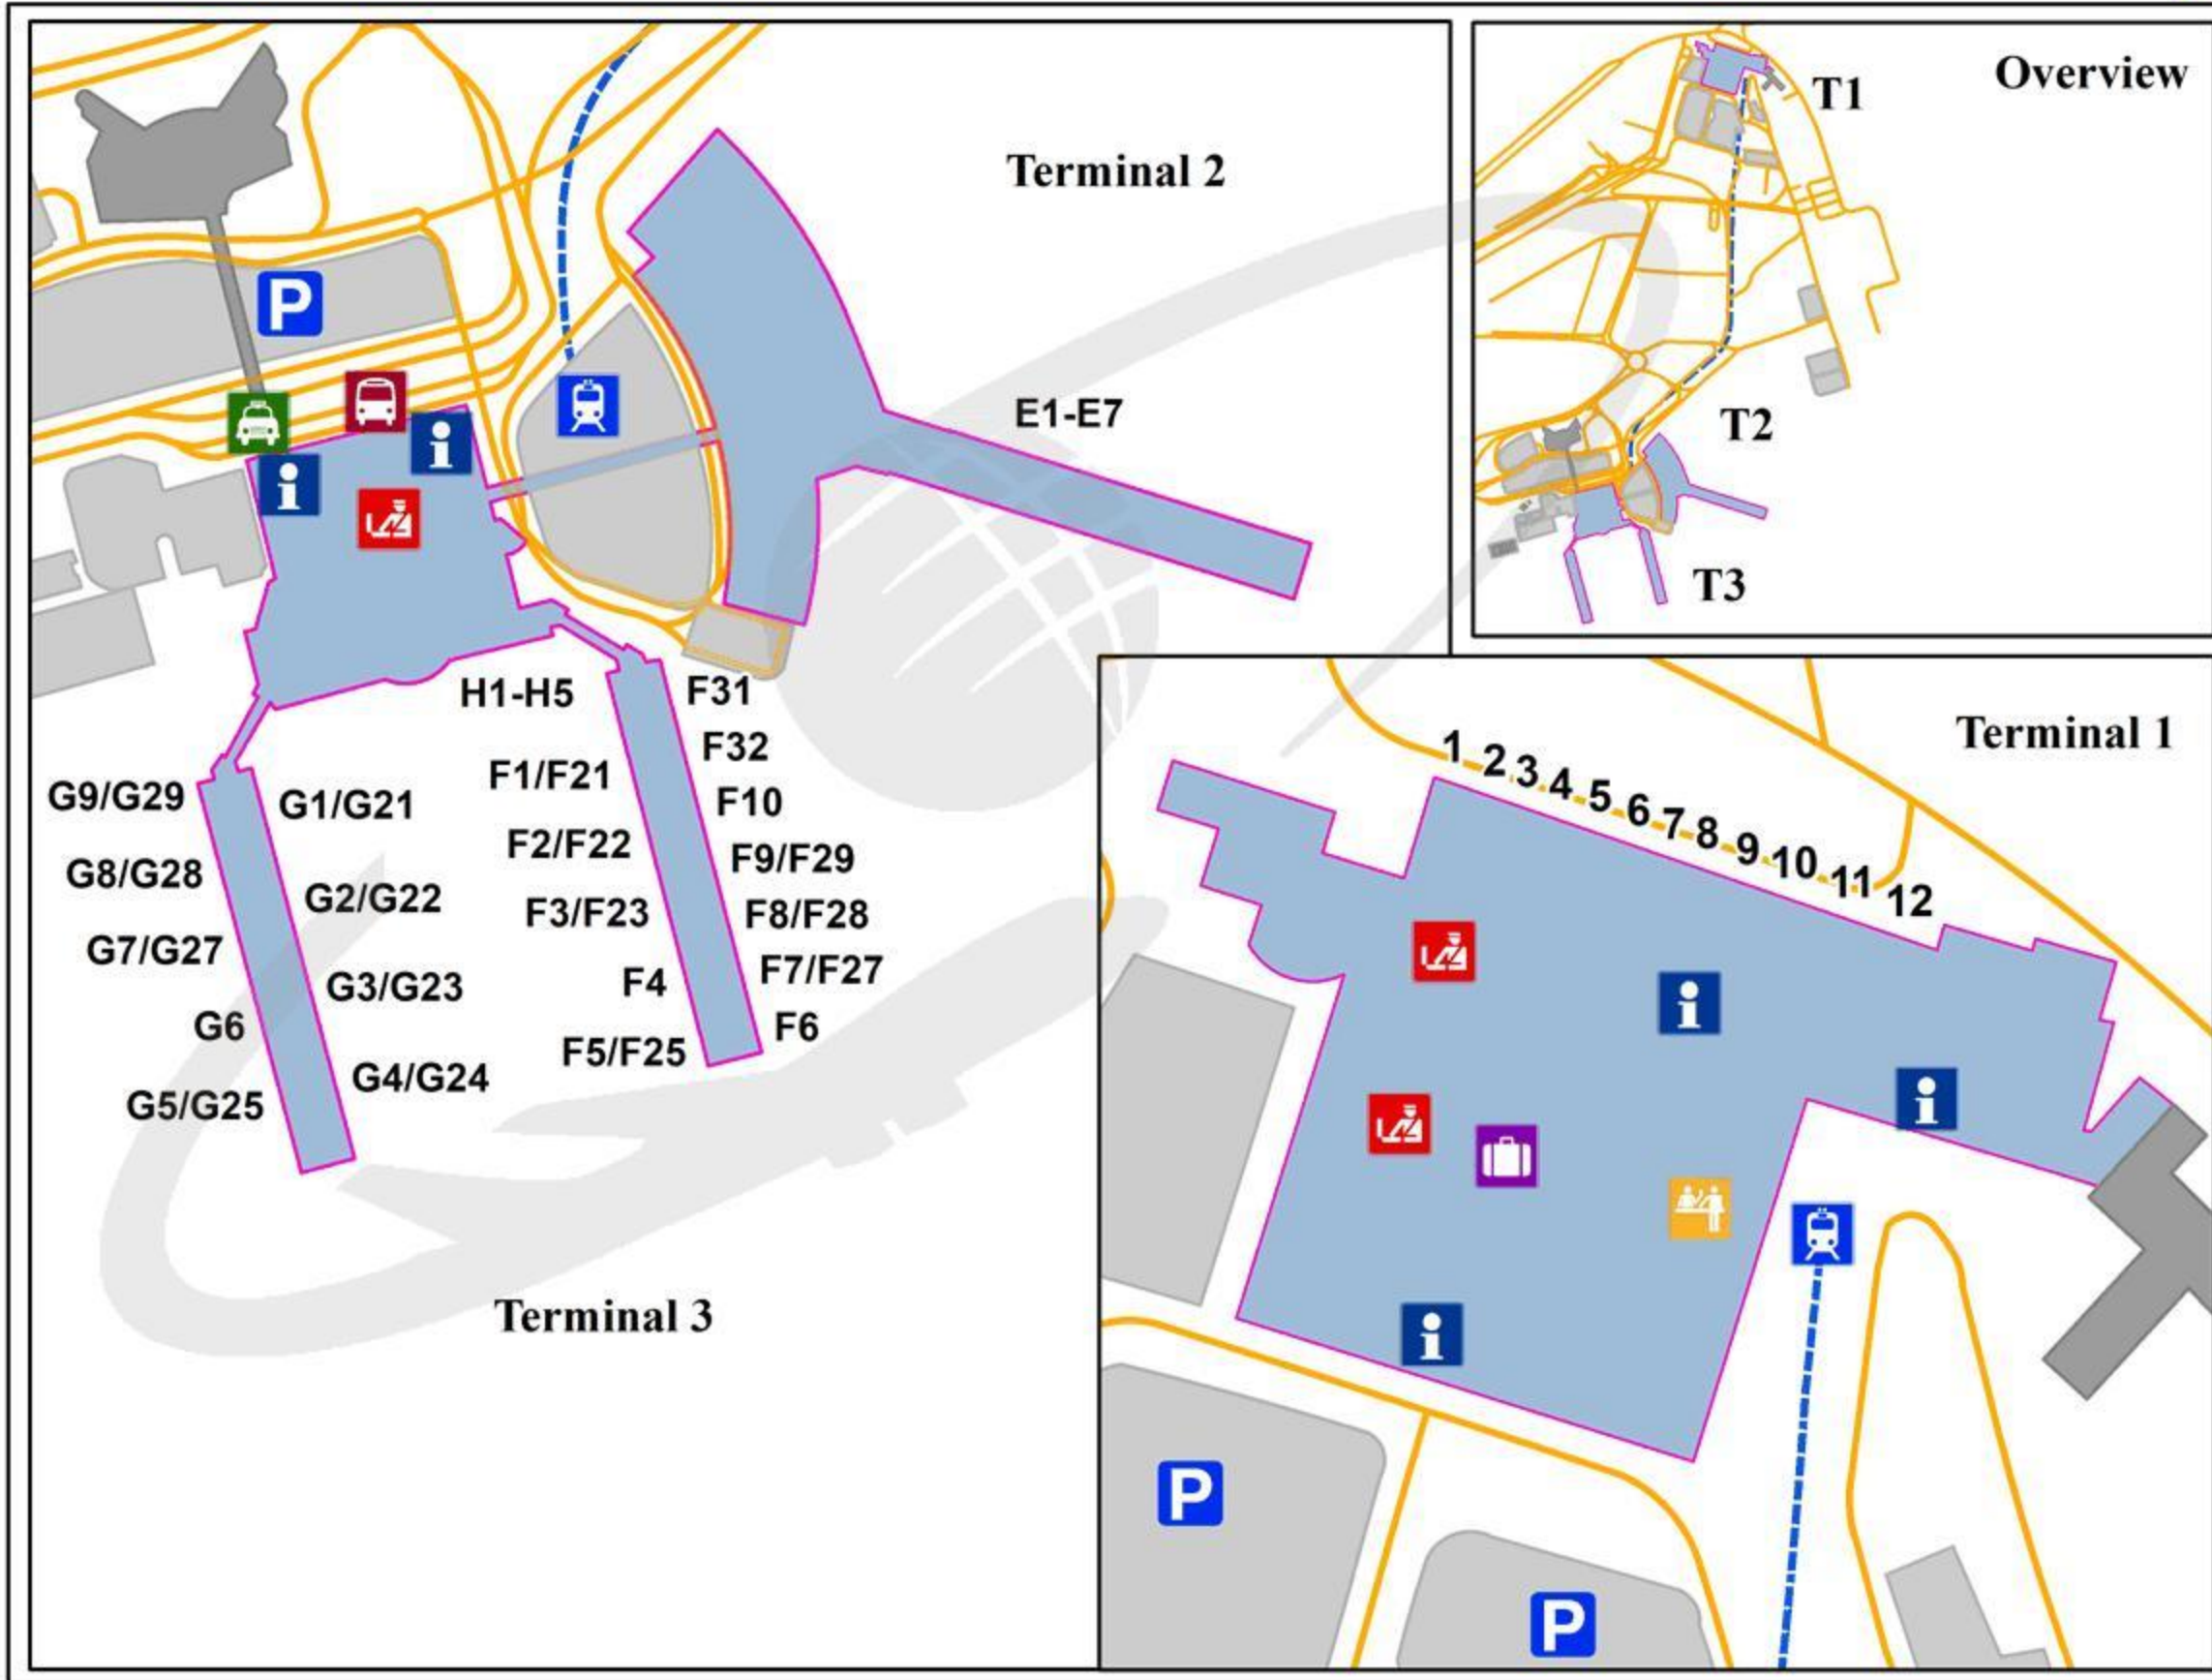 Terminal 2
P
E1-E7
H1-H5
F31
F32
F1/F21
F10
F2/F22
F9/F29
F3/F23
F8/F28
F4
F7/F27
F5/F25
F6
G9/G29
G1/G21
G8/G28
G2/G22
G7/G27
G3/G23
G6
G4/G24
G5/G25
Terminal 3
Overview
T1
T2
T3
Terminal 1
1 2 3 4 5 6 7 8 9 10 11 12
P
P